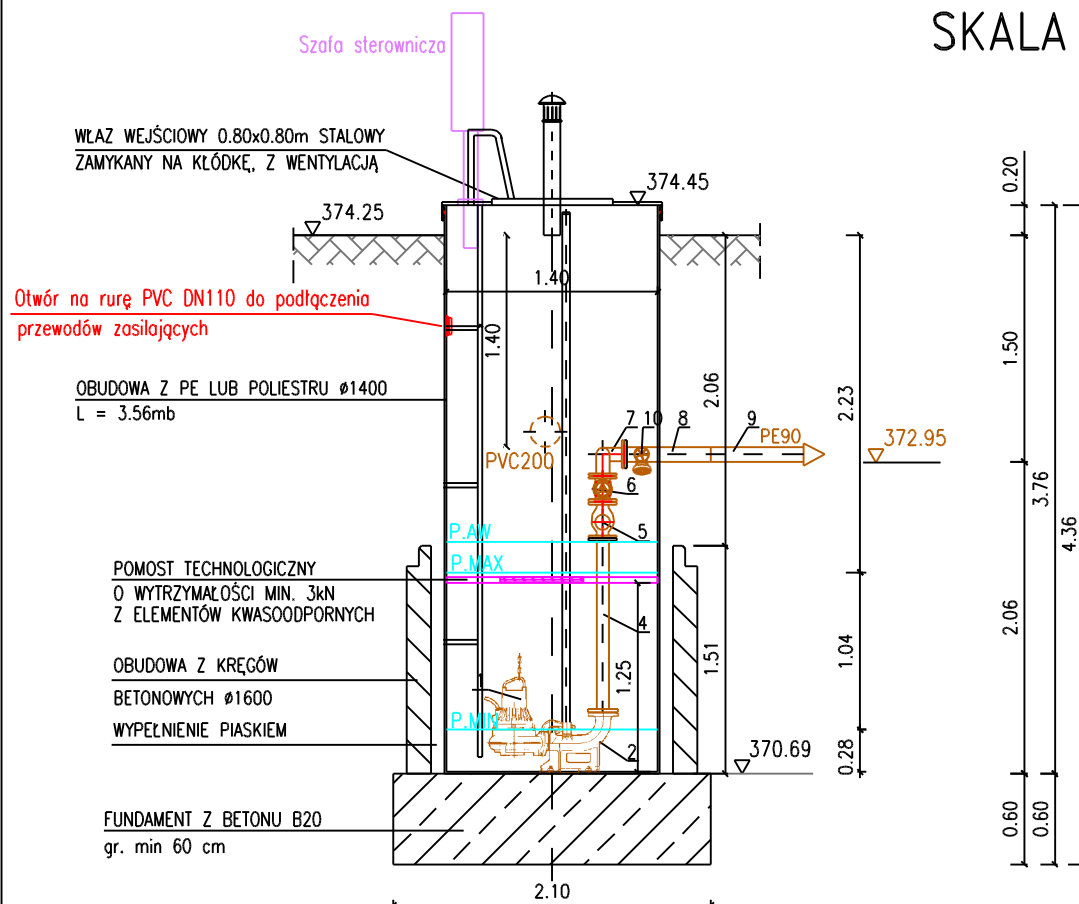 SKALA
Szafa sterownicza
WŁAZ WEJŚCIOWY 0.80x0.80m STALOWY
ZAMYKANY NA KŁÓDKĘ, Z WENTYLACJĄ
374.45
0.20
374.25
1.40
Otwór na rurę PVC DN110 do podłączenia
przewodów zasilających
1.40
1.50
OBUDOWA Z PE LUB POLIESTRU ø1400
L = 3.56mb
2.06
2.23
7
10
8
9
PE90
372.95
PVC200
6
3.76
4.36
5
P.AW
P.MAX
POMOST TECHNOLOGICZNY
O WYTRZYMAŁOŚCI MIN. 3kN
Z ELEMENTÓW KWASOODPORNYCH
4
2.06
1.04
1.51
1.25
OBUDOWA Z KRĘGÓW
BETONOWYCH ø1600
WYPEŁNIENIE PIASKIEM
1
P.MIN
2
370.69
0.28
FUNDAMENT Z BETONU B20
gr. min 60 cm
0.60
0.60
2.10